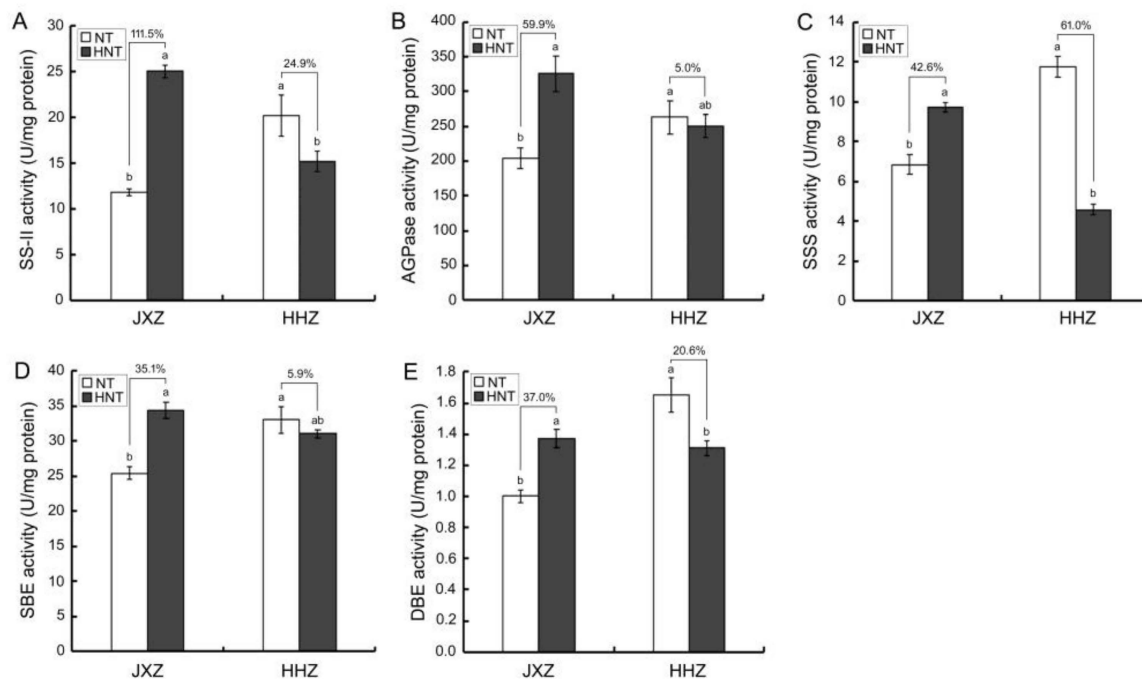 A
NT
HNT
111.5%
24.9%
a
b
a
b
SS-II activity (U/mg protein)
30
25
20
15
10
5
0
JXZ
HHZ
B
NT
HNT
59.9%
5.0%
a
b
a
ab
AGPase activity (U/mg protein)
400
350
300
250
200
150
100
50
0
JXZ
HHZ
C
NT
HNT
61.0%
42.6%
a
b
a
b
SSS activity (U/mg protein)
14
12
10
8
6
4
2
0
JXZ
HHZ
D
NT
HNT
35.1%
5.9%
a
b
a
ab
SBE activity (U/mg protein)
40
35
30
25
20
15
10
5
0
JXZ
HHZ
E
NT
HNT
20.6%
37.0%
a
b
a
b
DBE activity (U/mg protein)
1.8
1.6
1.4
1.2
1.0
0.8
0.6
0.4
0.2
0.0
JXZ
HHZ